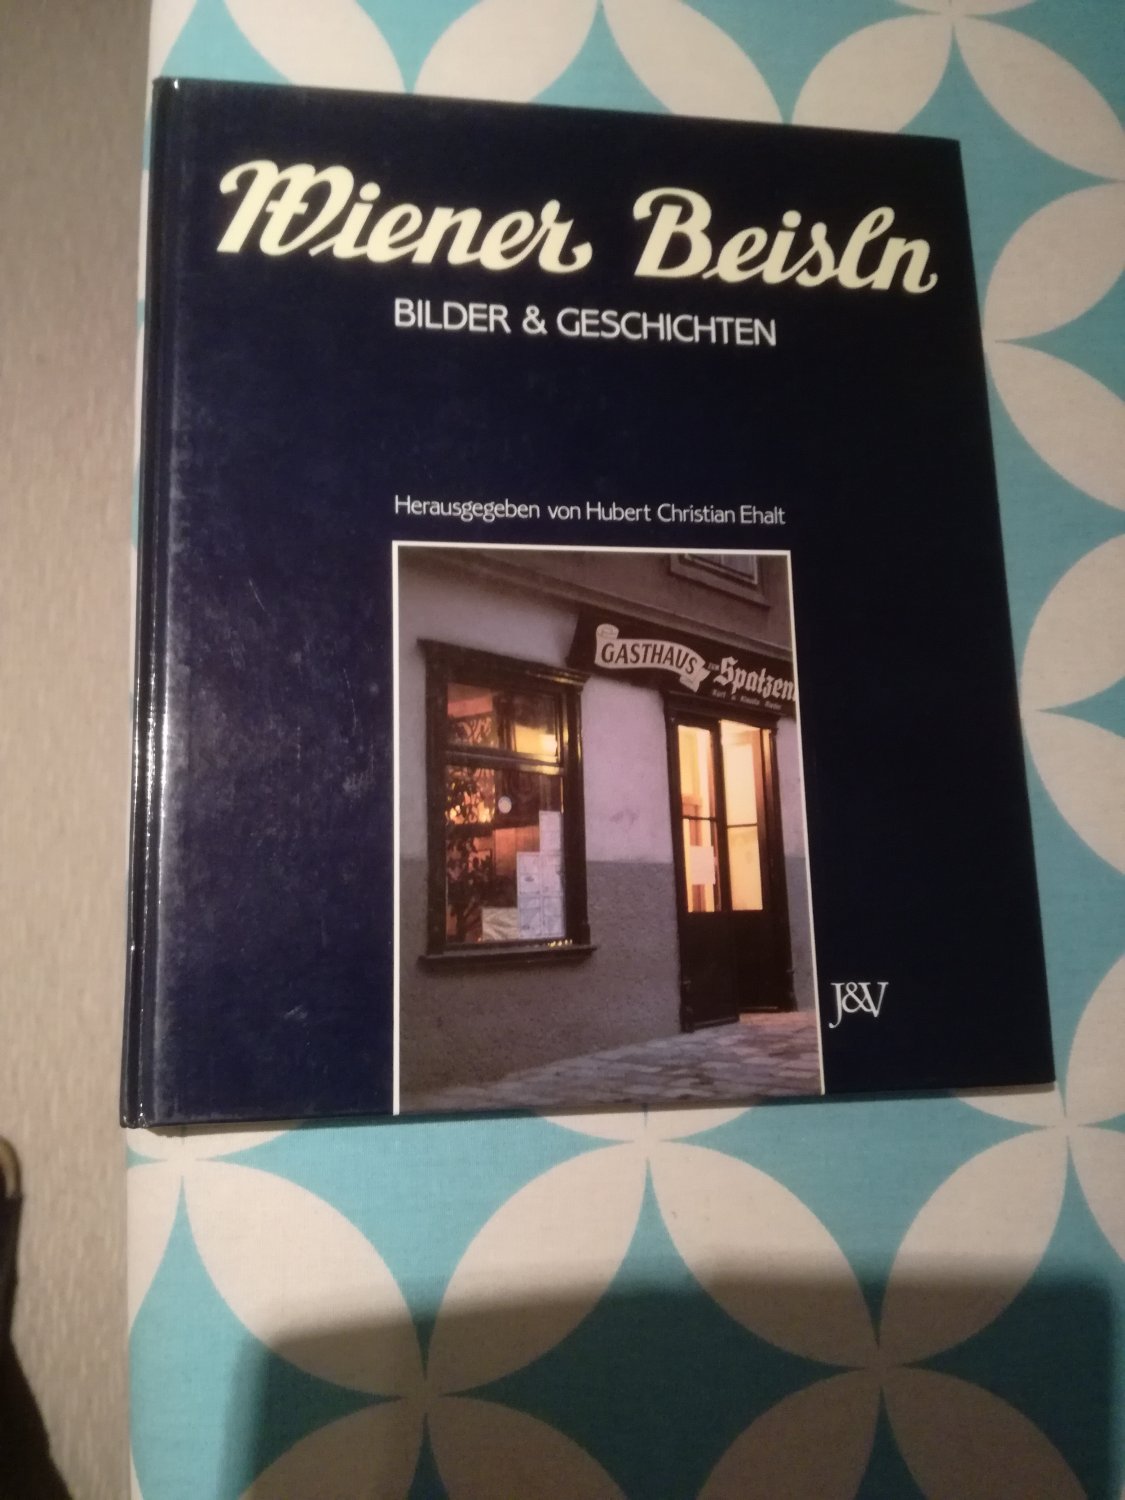 Wiener Beisln
BILDER & GESCHICHTEN
Herausgegeben von Hubert Christian Ehalt
GASTHAUS
Spatzen
J&V